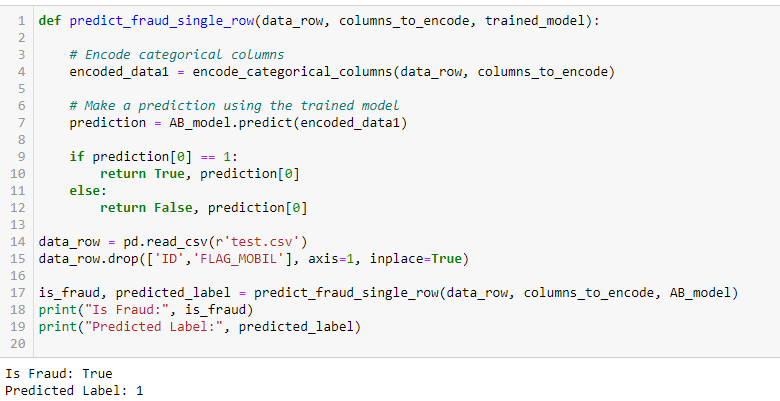 1 def predict_fraud_single_row(data_row, columns_to_encode, trained_model):
2
3 # Encode categorical columns
4 encoded_data1 = encode_categorical_columns(data_row, columns_to_encode)
5
6 # Make a prediction using the trained model
7 prediction = AB_model.predict(encoded_data1)
8
9 if prediction[0] == 1:
10 return True, prediction[0]
11 else:
12 return False, prediction[0]
13
14 data_row = pd.read_csv(r'test.csv')
15 data_row.drop(['ID','FLAG_MOBIL'], axis=1, inplace=True)
16
17 is_fraud, predicted_label = predict_fraud_single_row(data_row, columns_to_encode, AB_model)
18 print("Is Fraud:", is_fraud)
19 print("Predicted Label:", predicted_label)
20
Is Fraud: True
Predicted Label: 1